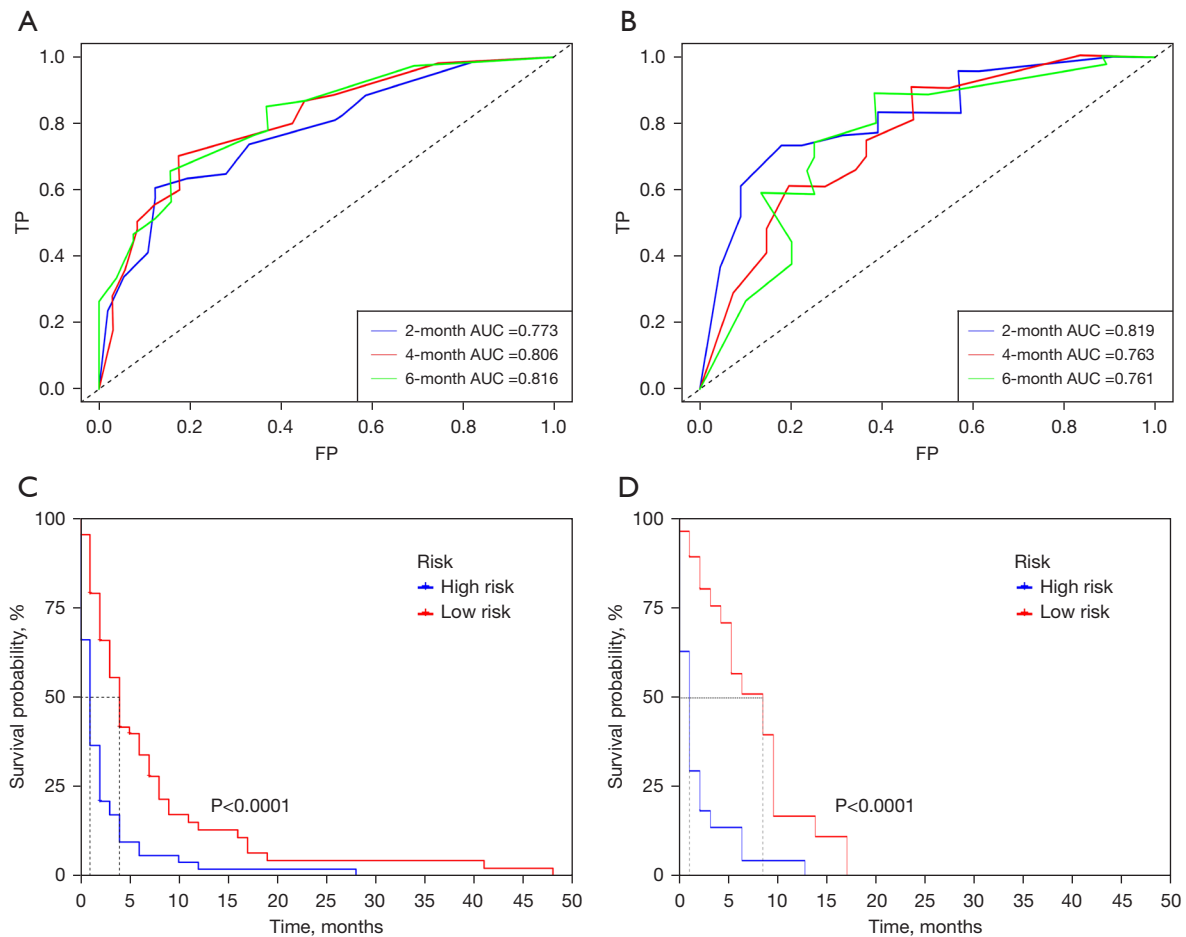 A
TP
1.0
0.8
0.6
0.4
0.2
0.0
2-month AUC =0.773
4-month AUC =0.806
6-month AUC =0.816
0.0 0.2 0.4 0.6 0.8 1.0
FP
B
TP
1.0
0.8
0.6
0.4
0.2
0.0
2-month AUC =0.819
4-month AUC =0.763
6-month AUC =0.761
0.0 0.2 0.4 0.6 0.8 1.0
FP
C
Survival probability, %
100
75
50
25
0
Risk
High risk
Low risk
P<0.0001
0 5 10 15 20 25 30 35 40 45 50
Time, months
D
Survival probability, %
100
75
50
25
0
Risk
High risk
Low risk
P<0.0001
0 5 10 15 20 25 30 35 40 45 50
Time, months